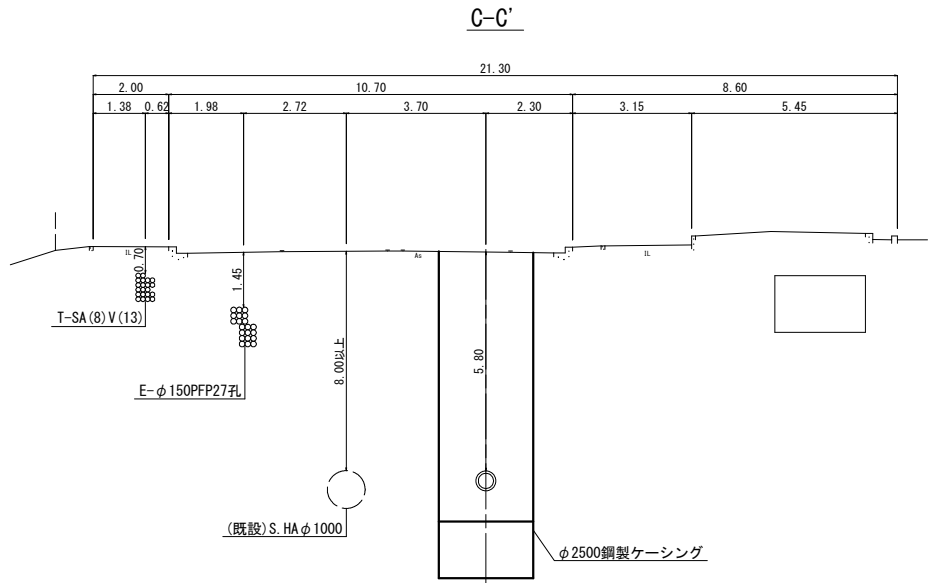 C-C'
21.30
2.00
10.70
8.60
1.38
0.62
1.98
2.72
3.70
2.30
3.15
5.45
IL
0.70
As
IL
1.45
T-SA(8)V(13)
8.00以上
5.80
E-φ150PFP27孔
(既設)S.HAφ1000
φ2500鋼製ケーシング